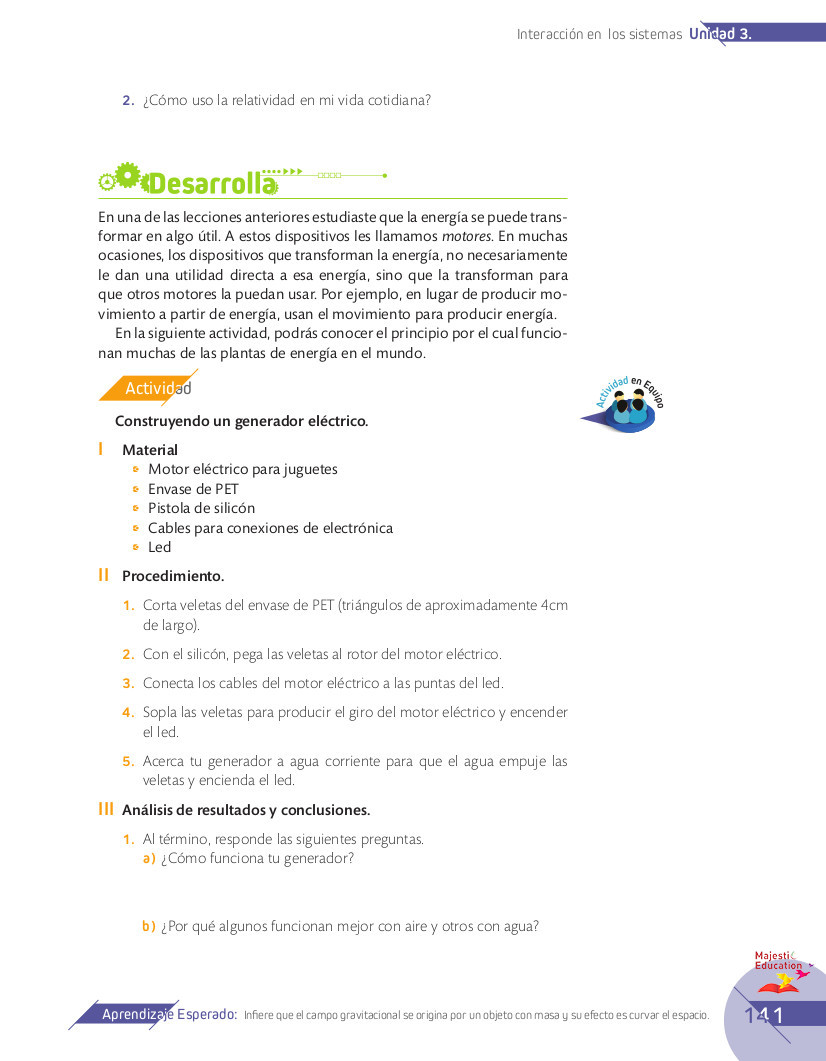 Interacción en los sistemas Unidad 3.
2. ¿Cómo uso la relatividad en mi vida cotidiana?
Desarrolla
En una de las lecciones anteriores estudiaste que la energía se puede trans-
formar en algo útil. A estos dispositivos les llamamos motores. En muchas
ocasiones, los dispositivos que transforman la energía, no necesariamente
le dan una utilidad directa a esa energía, sino que la transforman para
que otros motores la puedan usar. Por ejemplo, en lugar de producir mo-
vimiento a partir de energía, usan el movimiento para producir energía.
En la siguiente actividad, podrás conocer el principio por el cual funcio-
nan muchas de las plantas de energía en el mundo.
Actividad
Actividad en Equipo
Construyendo un generador eléctrico.
I Material
Motor eléctrico para juguetes
Envase de PET
Pistola de silicón
Cables para conexiones de electrónica
Led
II Procedimiento.
1. Corta veletas del envase de PET (triángulos de aproximadamente 4cm
de largo).
2. Con el silicón, pega las veletas al rotor del motor eléctrico.
3. Conecta los cables del motor eléctrico a las puntas del led.
4. Sopla las veletas para producir el giro del motor eléctrico y encender
el led.
5. Acerca tu generador a agua corriente para que el agua empuje las
veletas y encienda el led.
III Análisis de resultados y conclusiones.
1. Al término, responde las siguientes preguntas.
a) ¿Cómo funciona tu generador?
b) ¿Por qué algunos funcionan mejor con aire y otros con agua?
Majestic
Education
Aprendizaje Esperado: Infiere que el campo gravitacional se origina por un objeto con masa y su efecto es curvar el espacio.
141